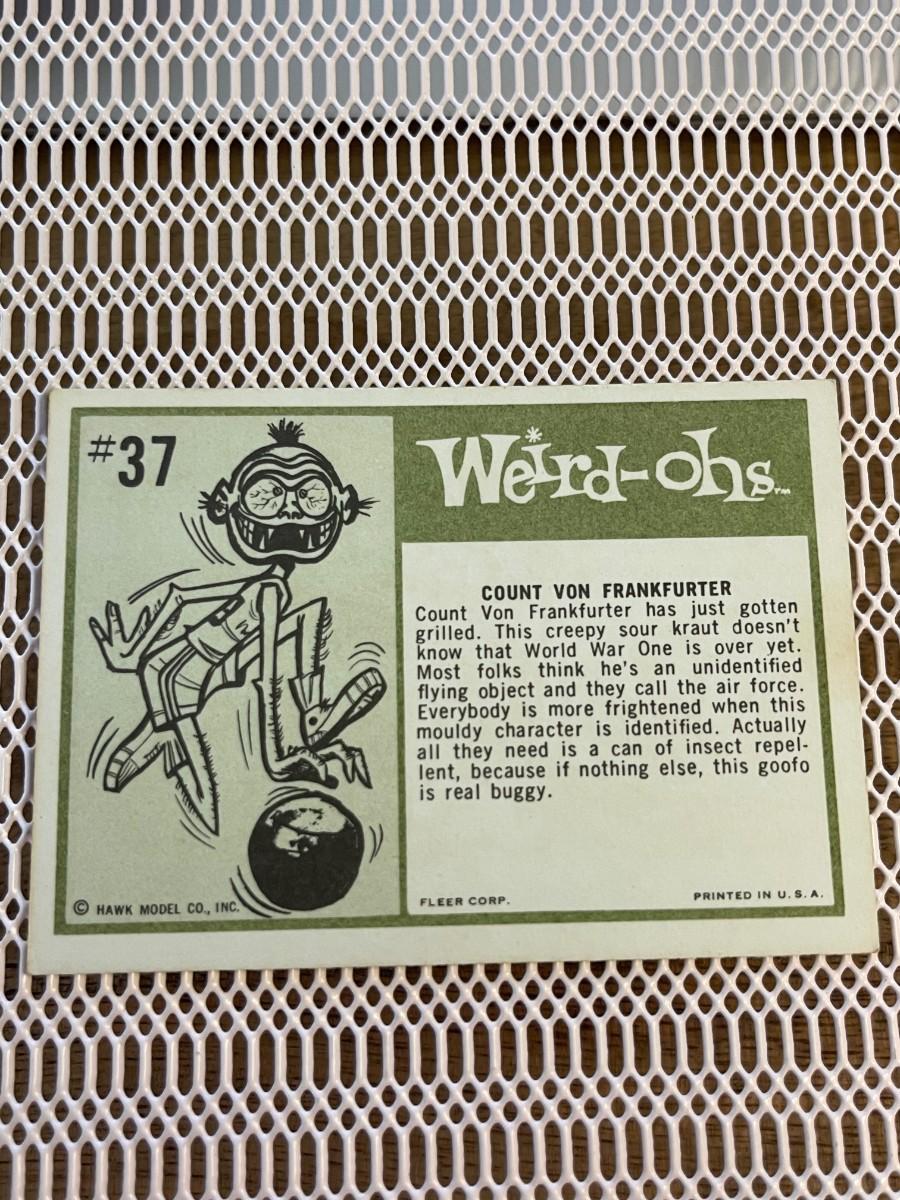 #37
Weird-ohs™
COUNT VON FRANKFURTER
Count Von Frankfurter has just gotten
grilled. This creepy sour kraut doesn't
know that World War One is over yet.
Most folks think he's an unidentified
flying object and they call the air force.
Everybody is more frightened when this
mouldy character is identified. Actually
all they need is a can of insect repel-
lent, because if nothing else, this goofo
is real buggy.
© HAWK MODEL CO., INC.
FLEER CORP.
PRINTED IN U.S.A.